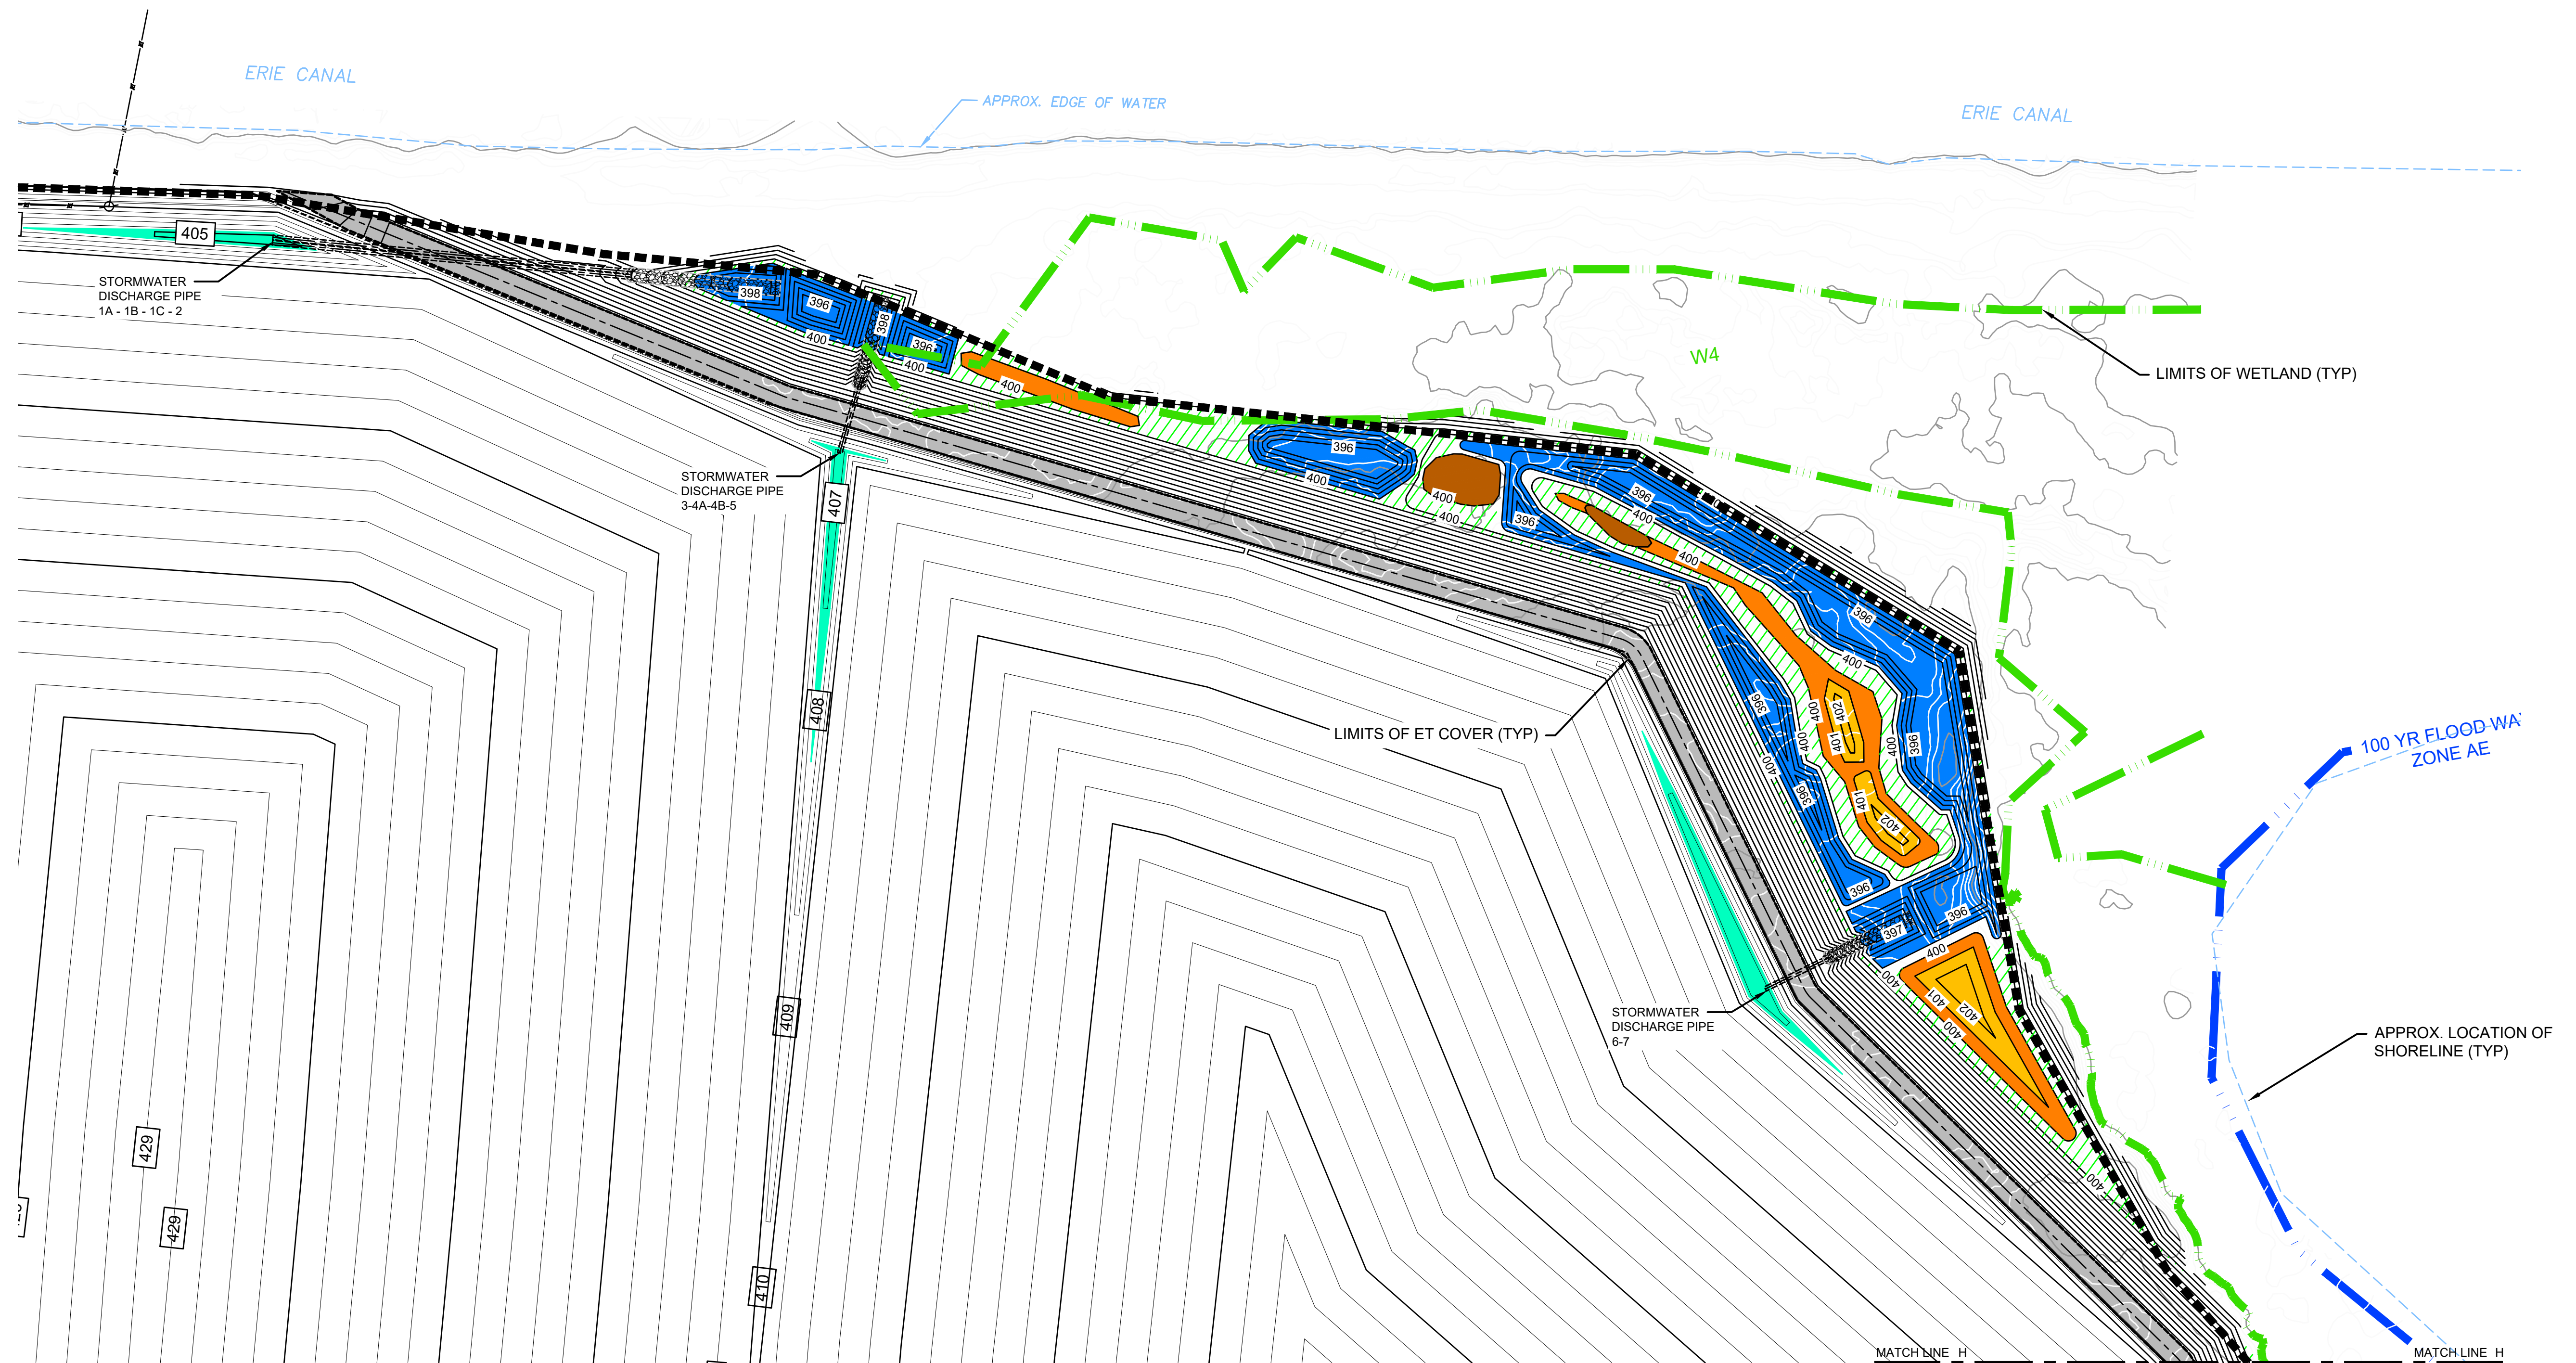 ERIE CANAL
APPROX. EDGE OF WATER
ERIE CANAL
405
STORMWATER
DISCHARGE PIPE
1A - 1B - 1C - 2
398
396
398
396
400
400
400
W4
LIMITS OF WETLAND (TYP)
396
400
STORMWATER
DISCHARGE PIPE
3-4A-4B-5
407
400
400
396
396
400
400
396
400
408
LIMITS OF ET COVER (TYP)
396
400
402
401
400
400
400
396
396
401
402
100 YR FLOOD WA
ZONE AE
396
396
397
400
400
401
402
400
409
STORMWATER
DISCHARGE PIPE
6-7
APPROX. LOCATION OF
SHORELINE (TYP)
429
429
400
410
MATCH LINE H
MATCH LINE H